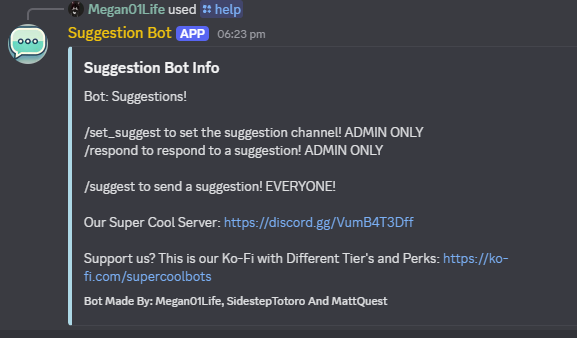 Megan01Life used help
Suggestion Bot APP 06:23 pm
Suggestion Bot Info
Bot: Suggestions!
/set_suggest to set the suggestion channel! ADMIN ONLY
/respond to respond to a suggestion! ADMIN ONLY
/suggest to send a suggestion! EVERYONE!
Our Super Cool Server: https://discord.gg/VumB4T3Dff
Support us? This is our Ko-Fi with Different Tier's and Perks: https://ko-
fi.com/supercoolbots
Bot Made By: Megan01Life, SidestepTotoro And MattQuest